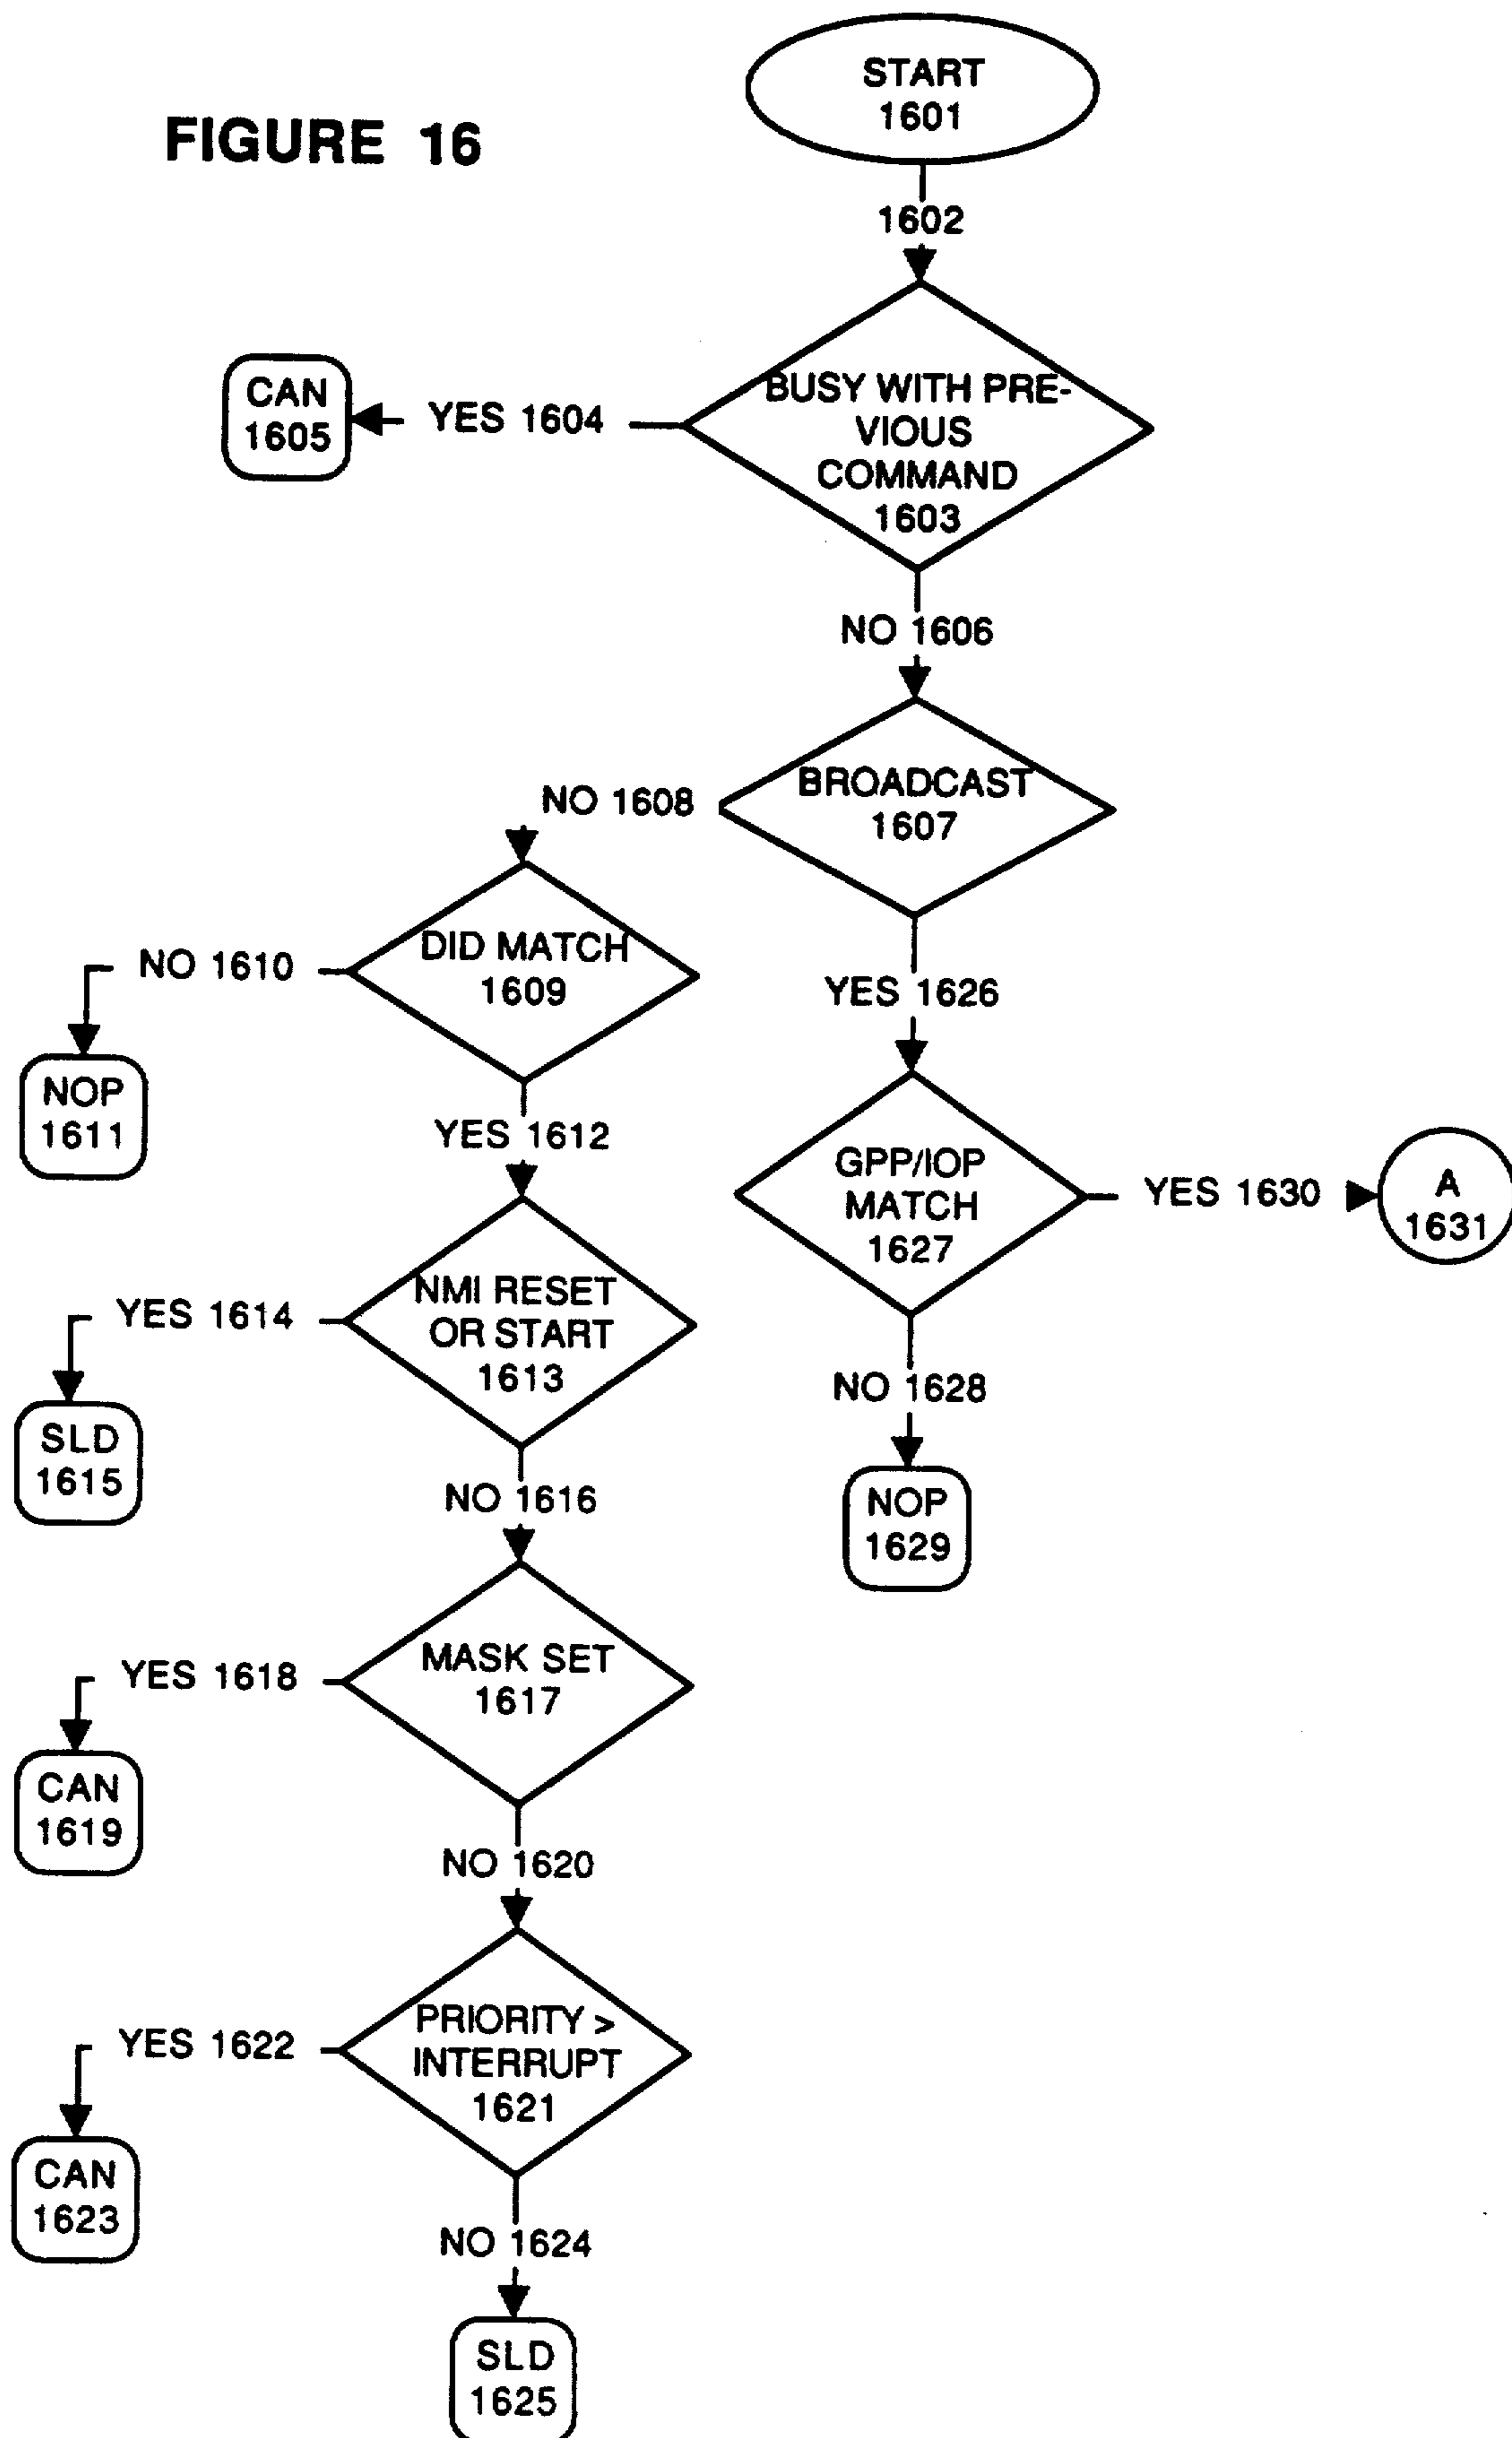 FIGURE 16
START
1601
1602
BUSY WITH PRE-
VIOUS
COMMAND
1603
YES 1604
CAN
1605
NO 1606
BROADCAST
1607
NO 1608
DID MATCH
1609
NO 1610
NOP
1611
YES 1612
NMI RESET
OR START
1613
YES 1614
SLD
1615
NO 1616
MASK SET
1617
YES 1618
CAN
1619
NO 1620
PRIORITY >
INTERRUPT
1621
YES 1622
CAN
1623
NO 1624
SLD
1625
YES 1626
GPP/IOP
MATCH
1627
NO 1628
NOP
1629
YES 1630
A
1631